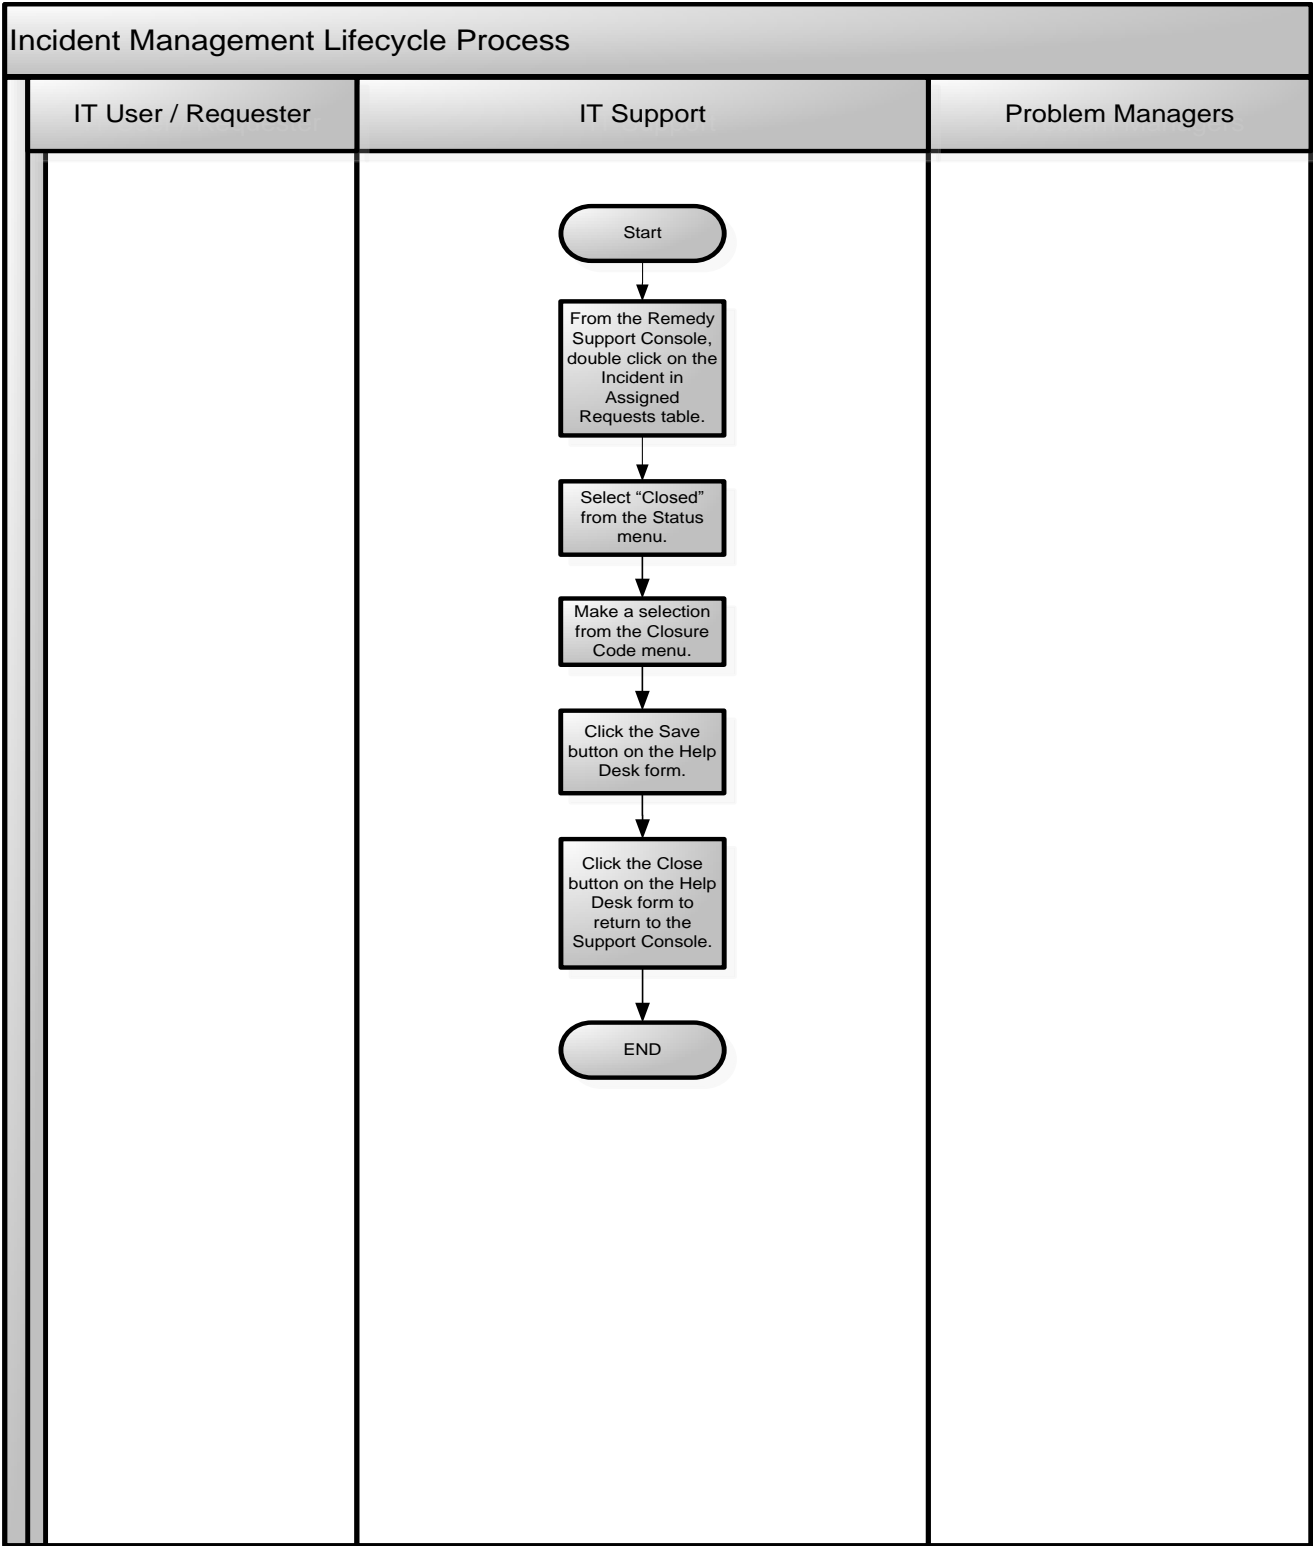 Incident Management Lifecycle Process
IT User / Requester
IT Support
Problem Managers
Start
From the Remedy
Support Console,
double click on the
Incident in
Assigned
Requests table.
Select “Closed”
from the Status
menu.
Make a selection
from the Closure
Code menu.
Click the Save
button on the Help
Desk form.
Click the Close
button on the Help
Desk form to
return to the
Support Console.
END